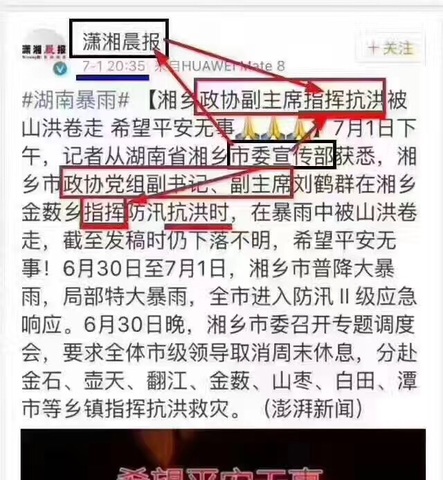 潇湘晨报
7-1 20:35 来自HUAWEI Mate 8
+关注
#湖南暴雨# 【湘乡政协副主席指挥抗洪被
山洪卷走 希望平安无事🙏🙏🙏】7月1日下
午，记者从湖南省湘乡市委宣传部获悉，湘
乡市政协党组副书记、副主席刘鹤群在湘乡
金薮乡指挥防汛抗洪时，在暴雨中被山洪卷
走，截至发稿时仍下落不明，希望平安无
事！6月30日至7月1日，湘乡市普降大暴
雨，局部特大暴雨，全市进入防汛Ⅱ级应急
响应。6月30日晚，湘乡市委召开专题调度
会，要求全体市级领导取消周末休息，分赴
金石、壶天、翻江、金薮、山枣、白田、潭
市等乡镇指挥抗洪救灾。（澎湃新闻）
希望平安无事